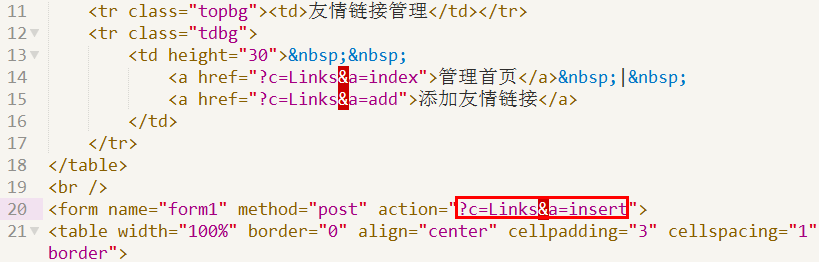 11 <tr class="topbg"><td>友情链接管理</td></tr>
12 <tr class="tdbg">
13 <td height="30">&nbsp;&nbsp;
14 <a href="?c=Links&a=index">管理首页</a>&nbsp;|&nbsp;
15 <a href="?c=Links&a=add">添加友情链接</a>
16 </td>
17 </tr>
18 </table>
19 <br />
20 <form name="form1" method="post" action="?c=Links&a=insert">
21 <table width="100%" border="0" align="center" cellpadding="3" cellspacing="1"
border">